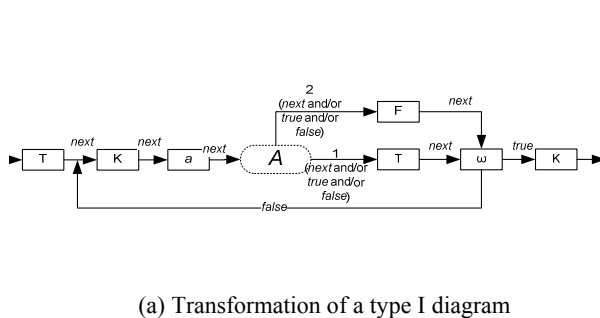 2
(next and/or
true and/or
false)
next
F
next
next
next
next
true
T
K
a
A
1
(next and/or
true and/or
false)
T
ω
K
false
(a) Transformation of a type I diagram